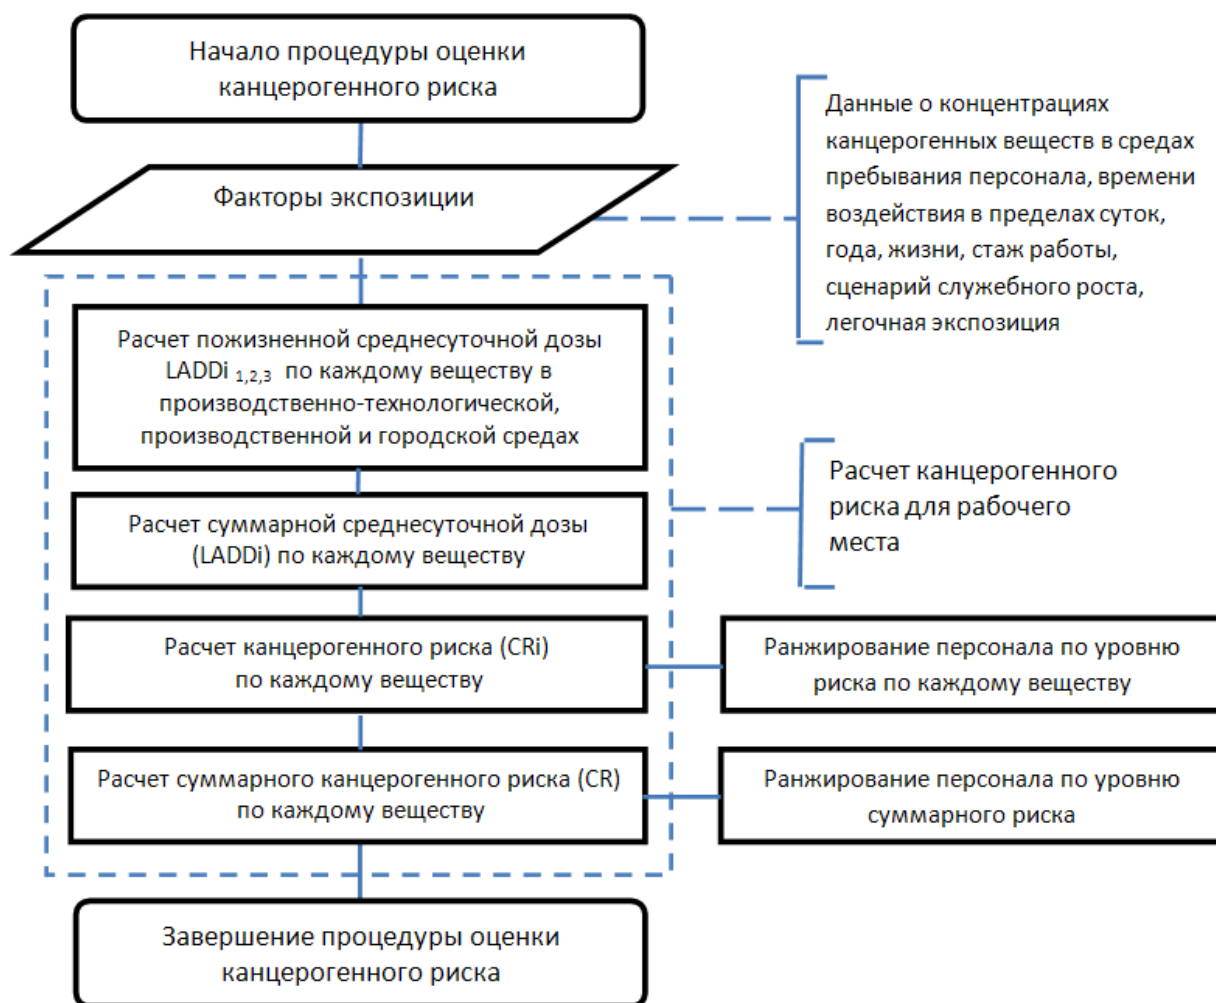 Начало процедуры оценки
канцерогенного риска
Факторы экспозиции
Данные о концентрациях
канцерогенных веществ в средах
пребывания персонала, времени
воздействия в пределах суток,
года, жизни, стаж работы,
сценарий служебного роста,
легочная экспозиция
Расчет пожизненной среднесуточной дозы
LADDi 1,2,3 по каждому веществу в
производственно-технологической,
производственной и городской средах
Расчет канцерогенного
риска для рабочего
места
Расчет суммарной среднесуточной дозы
(LADDi) по каждому веществу
Расчет канцерогенного риска (CRi)
по каждому веществу
Ранжирование персонала по уровню
риска по каждому веществу
Расчет суммарного канцерогенного риска (CR)
по каждому веществу
Ранжирование персонала по уровню
суммарного риска
Завершение процедуры оценки
канцерогенного риска